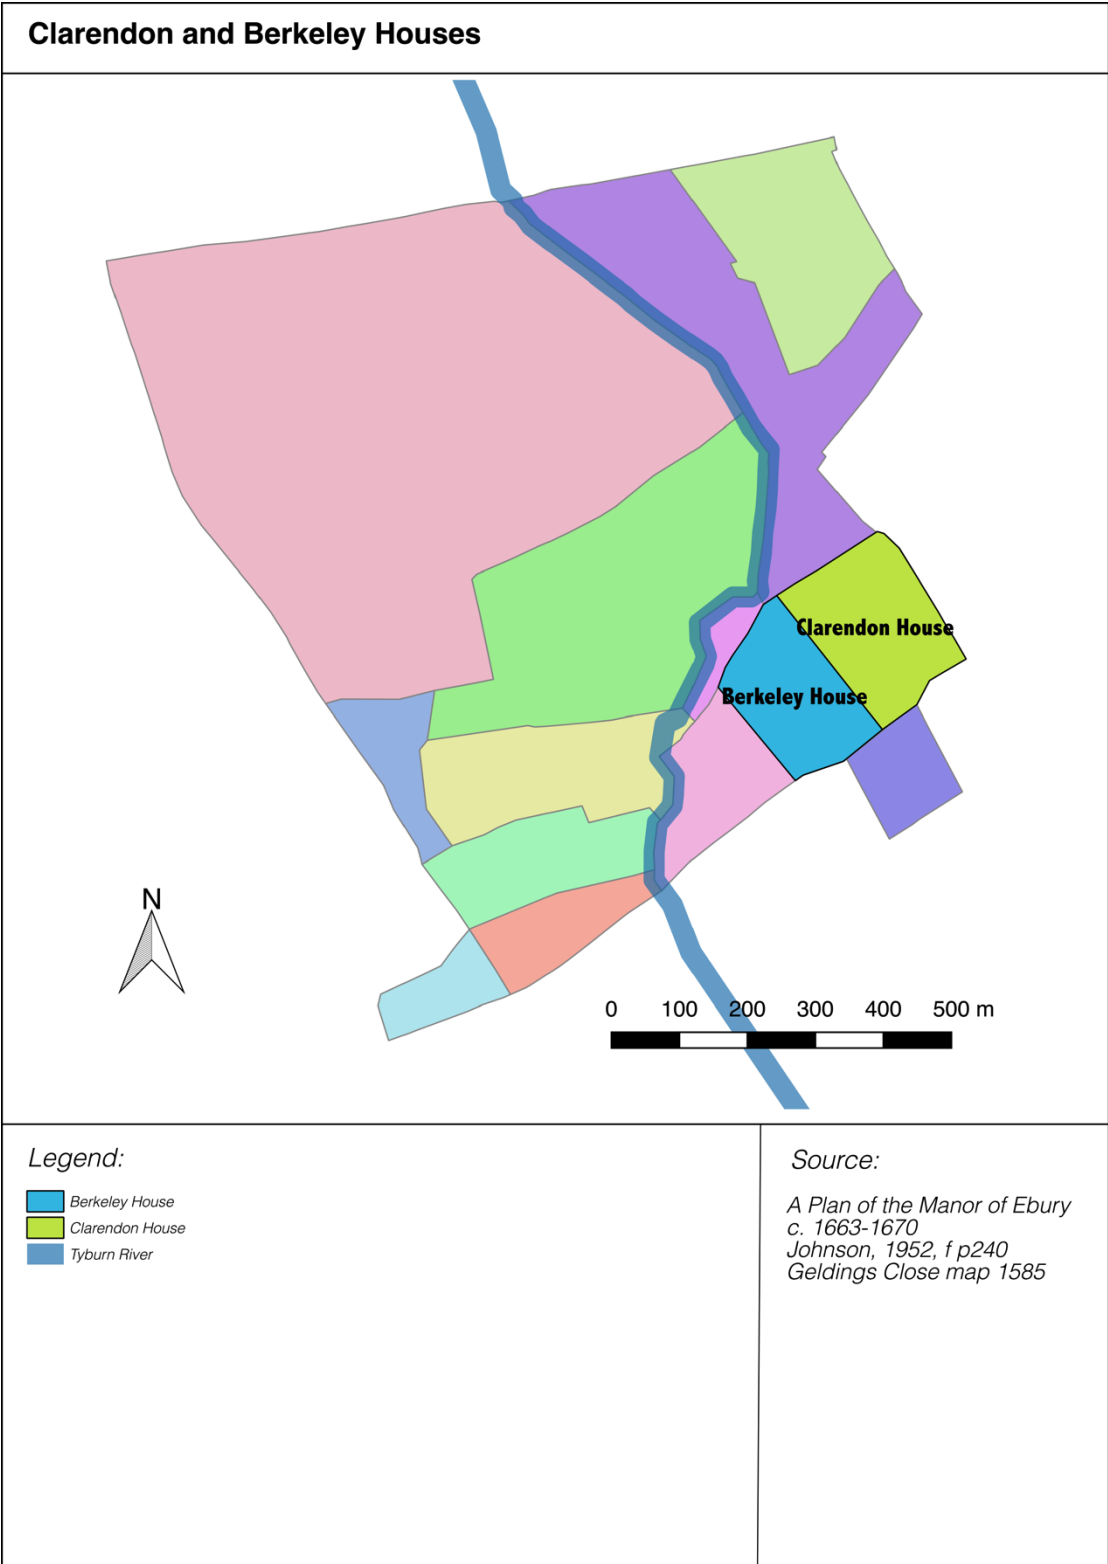 Clarendon and Berkeley Houses
Clarendon House
Berkeley House
N
0 100 200 300 400 500 m
Legend:
Berkeley House
Clarendon House
Tyburn River
Source:
A Plan of the Manor of Ebury
c. 1663-1670
Johnson, 1952, f p240
Geldings Close map 1585